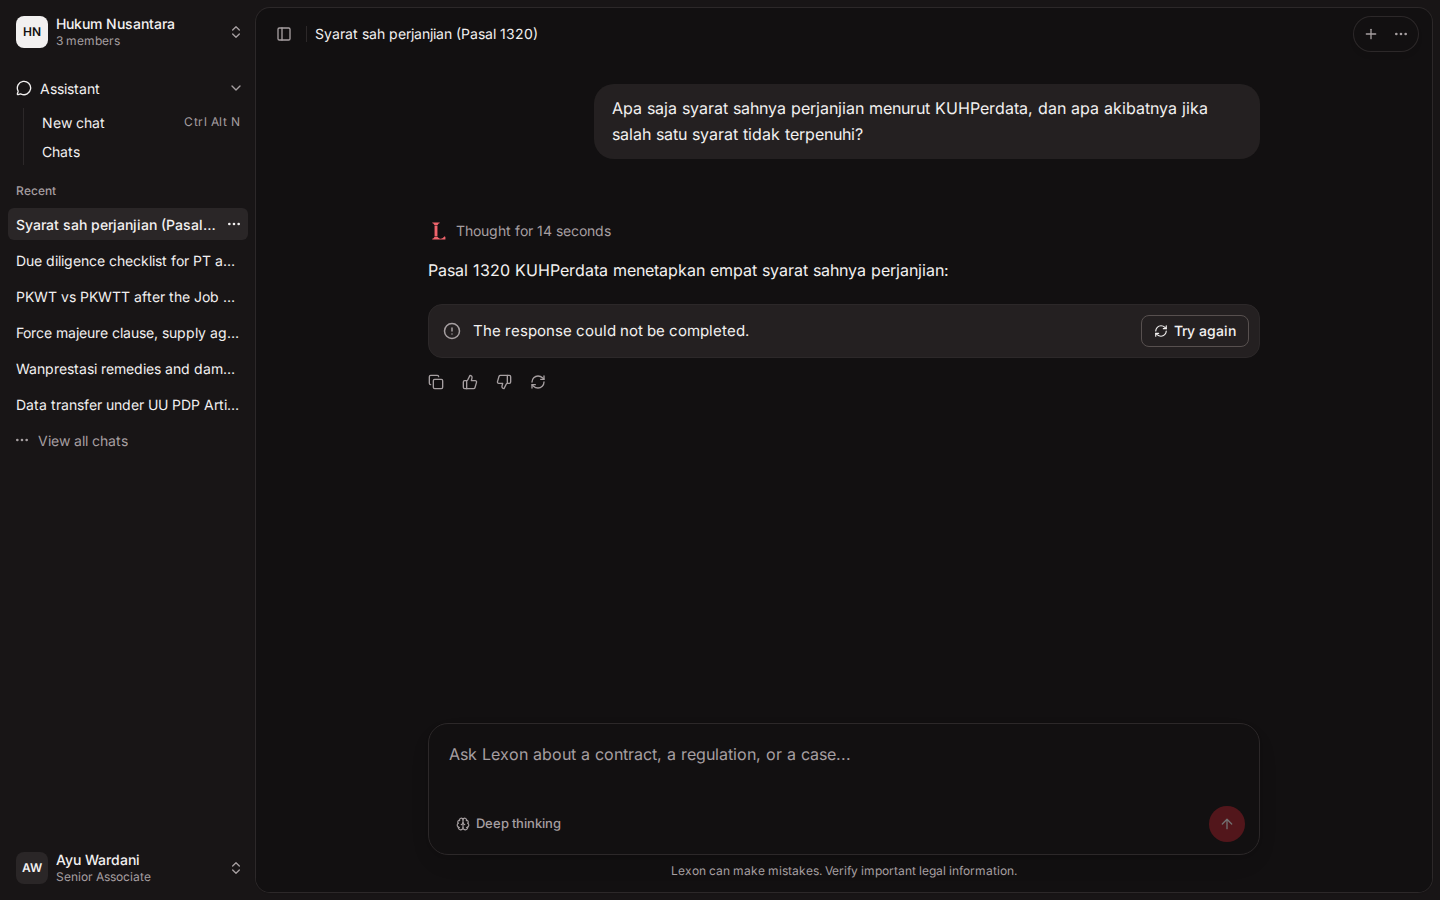 HN
Hukum Nusantara
3 members
Assistant
New chat
Ctrl Alt N
Chats
Recent
Syarat sah perjanjian (Pasal...
Due diligence checklist for PT a...
PKWT vs PKWTT after the Job ...
Force majeure clause, supply ag...
Wanprestasi remedies and dam...
Data transfer under UU PDP Arti...
View all chats
AW
Ayu Wardani
Senior Associate
Syarat sah perjanjian (Pasal 1320)
Apa saja syarat sahnya perjanjian menurut KUHPerdata, dan apa akibatnya jika
salah satu syarat tidak terpenuhi?
L
Thought for 14 seconds
Pasal 1320 KUHPerdata menetapkan empat syarat sahnya perjanjian:
The response could not be completed.
Try again
Ask Lexon about a contract, a regulation, or a case...
Deep thinking
Lexon can make mistakes. Verify important legal information.